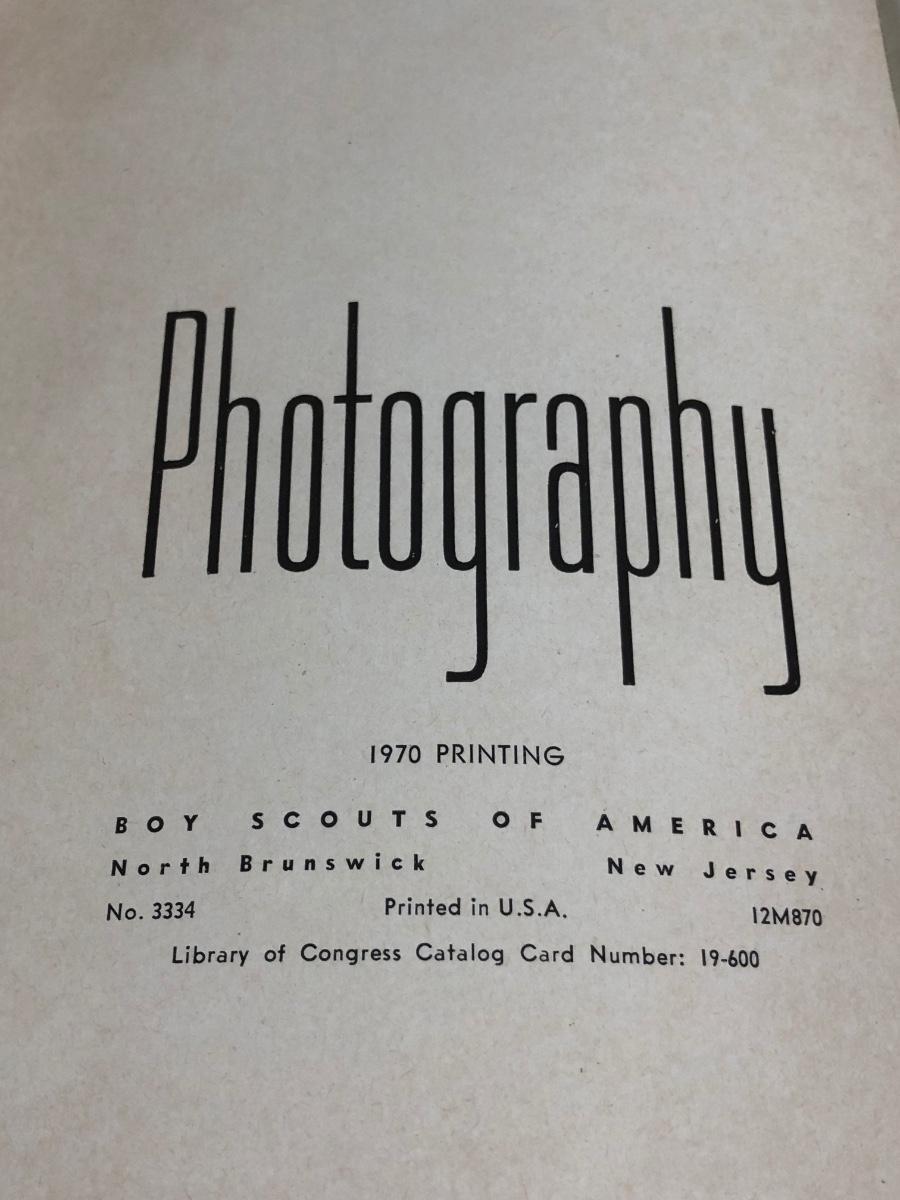 Photography
1970 PRINTING
BOY SCOUTS OF AMERICA
North Brunswick New Jersey
No. 3334 Printed in U.S.A. 12M870
Library of Congress Catalog Card Number: 19-600